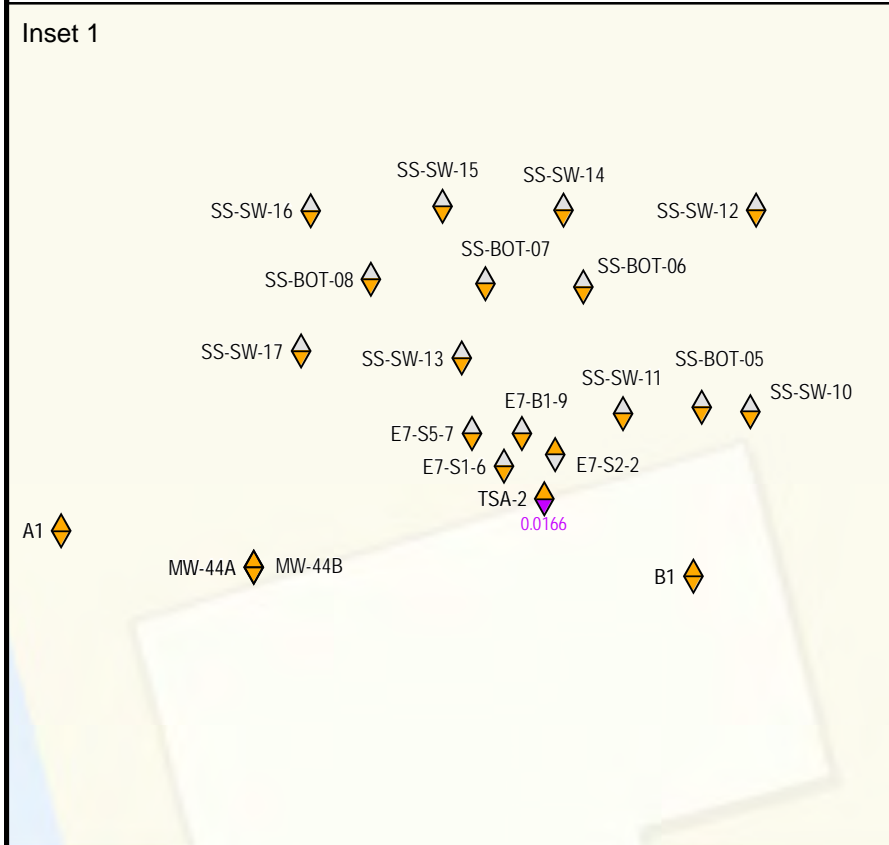 Inset 1
SS-SW-15
SS-SW-14
SS-SW-16
SS-SW-12
SS-BOT-07
SS-BOT-08
SS-BOT-06
SS-SW-17
SS-SW-13
SS-BOT-05
SS-SW-11
SS-SW-10
E7-B1-9
E7-S5-7
E7-S1-6
E7-S2-2
TSA-2
0.0166
A1
MW-44A
MW-44B
B1